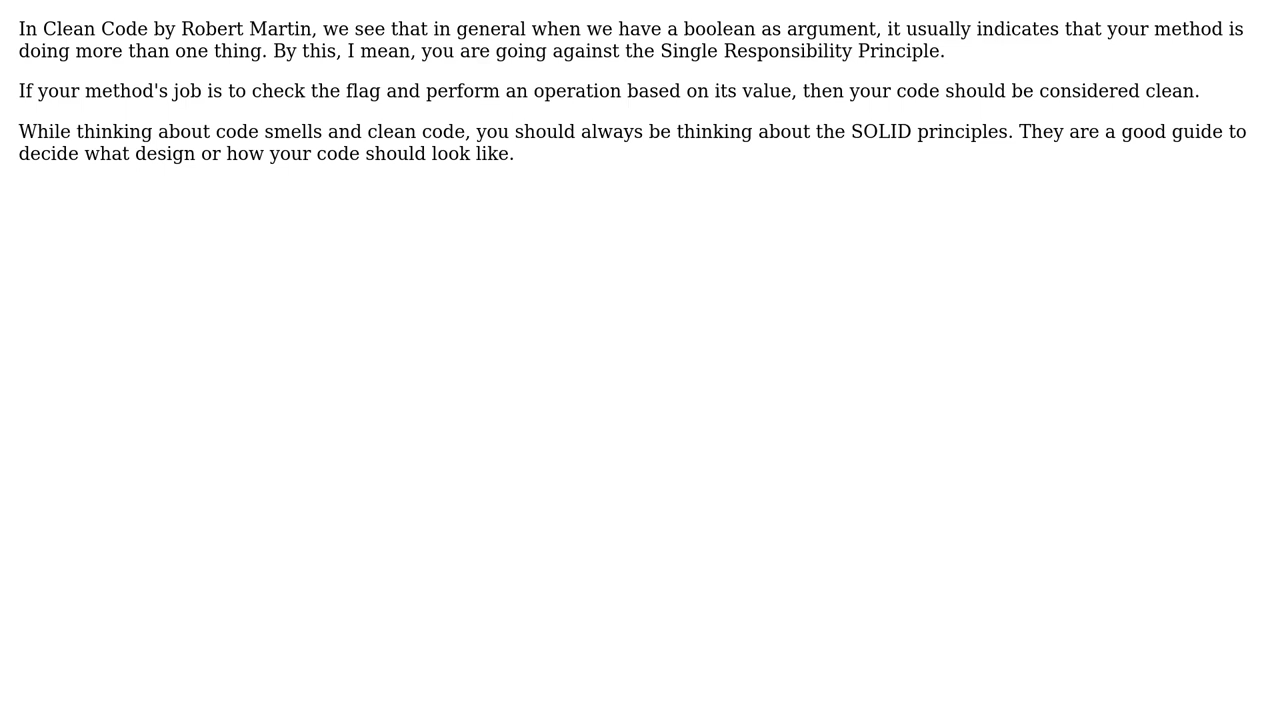 In Clean Code by Robert Martin, we see that in general when we have a boolean as argument, it usually indicates that your method is
doing more than one thing. By this, I mean, you are going against the Single Responsibility Principle.
If your method's job is to check the flag and perform an operation based on its value, then your code should be considered clean.
While thinking about code smells and clean code, you should always be thinking about the SOLID principles. They are a good guide to
decide what design or how your code should look like.